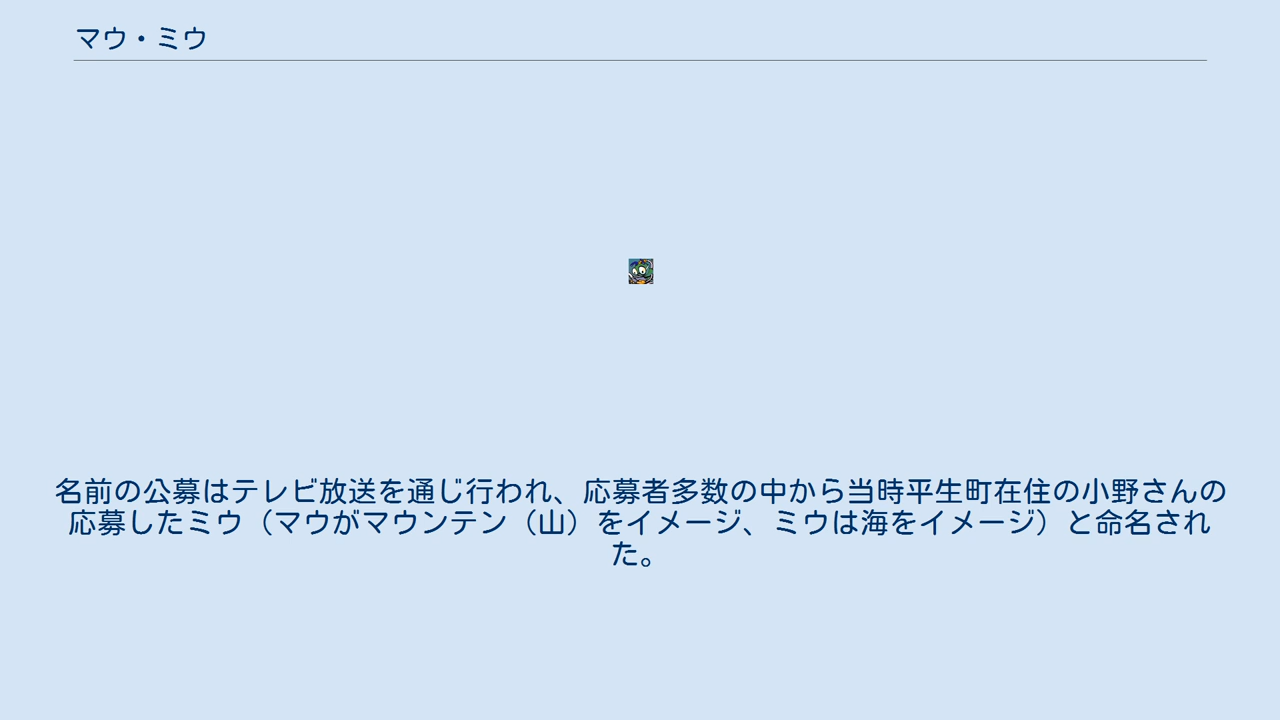 マウ・ミウ
名前の公募はテレビ放送を通じ行われ、応募者多数の中から当時平生町在住の小野さんの
応募したミウ（マウがマウンテン（山）をイメージ、ミウは海をイメージ）と命名され
た。